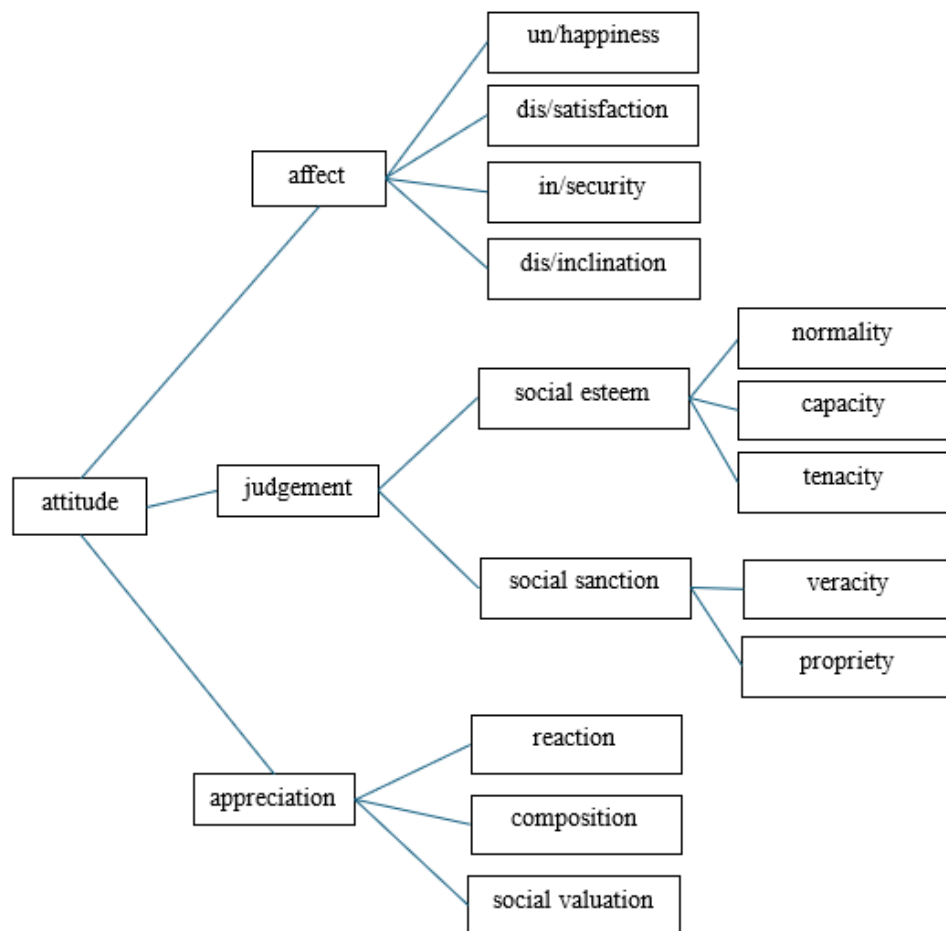 un/happiness
dis/satisfaction
affect
in/security
dis/inclination
normality
social esteem
capacity
tenacity
attitude
judgement
social sanction
veracity
propriety
reaction
appreciation
composition
social valuation